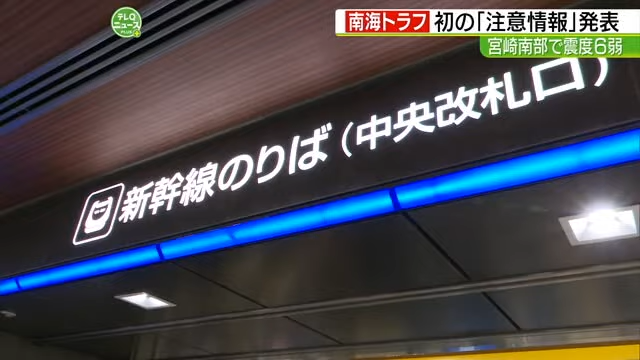 テレQ
ニュース
PLUS+
南海トラフ 初の「注意情報」発表
宮崎南部で震度6弱
新幹線のりば(中央改札口)